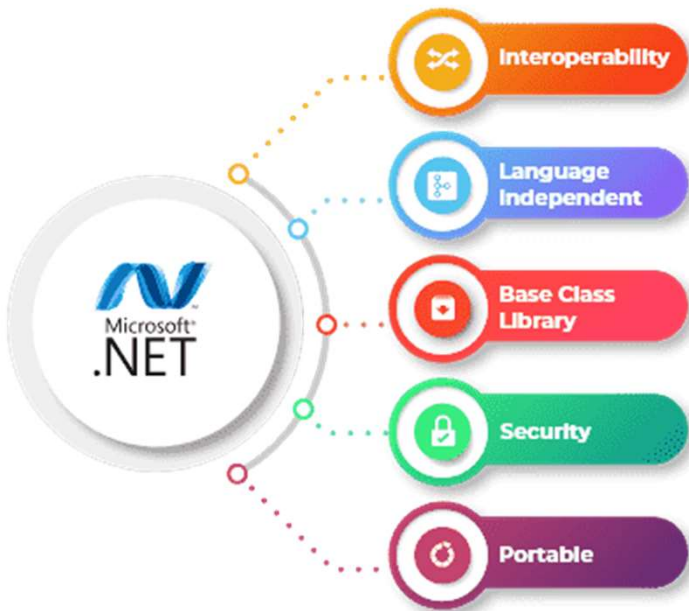 Interoperability
Language
Independent
Base Class
Library
Microsoft®
.NET
Security
Portable